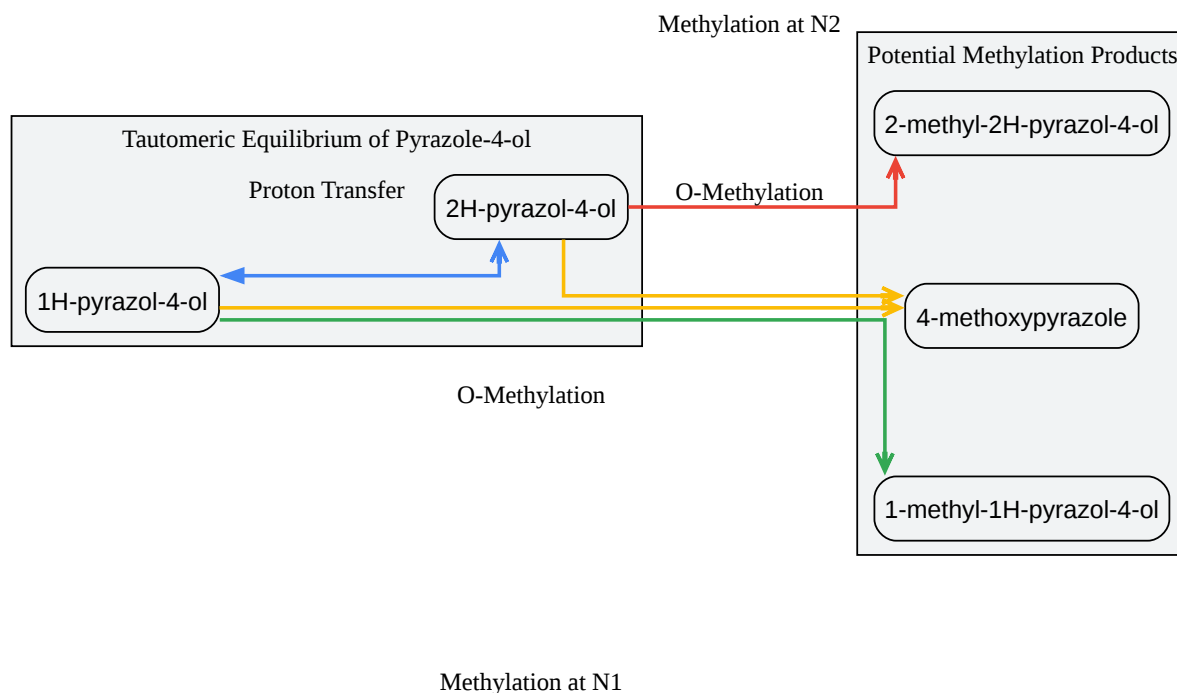 Methylation at N2
Potential Methylation Products
2-methyl-2H-pyrazol-4-ol
Tautomeric Equilibrium of Pyrazole-4-ol
Proton Transfer
O-Methylation
2H-pyrazol-4-ol
1H-pyrazol-4-ol
4-methoxypyrazole
O-Methylation
1-methyl-1H-pyrazol-4-ol
Methylation at N1